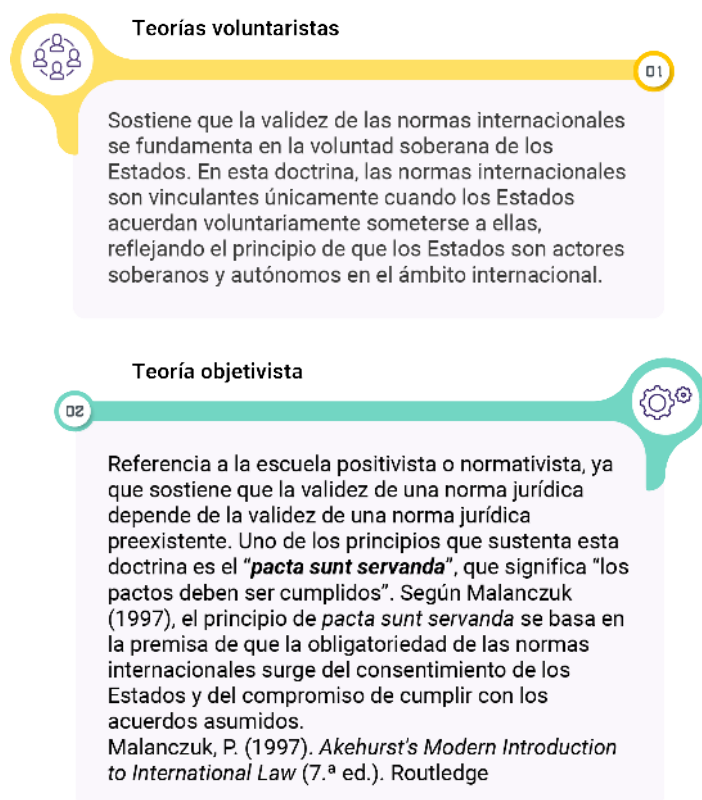 Teorías voluntaristas
01
Sostiene que la validez de las normas internacionales
se fundamenta en la voluntad soberana de los
Estados. En esta doctrina, las normas internacionales
son vinculantes únicamente cuando los Estados
acuerdan voluntariamente someterse a ellas,
reflejando el principio de que los Estados son actores
soberanos y autónomos en el ámbito internacional.
Teoría objetivista
02
Referencia a la escuela positivista o normativista, ya
que sostiene que la validez de una norma jurídica
depende de la validez de una norma jurídica
preexistente. Uno de los principios que sustenta esta
doctrina es el “pacta sunt servanda”, que significa “los
pactos deben ser cumplidos”. Según Malanczuk
(1997), el principio de pacta sunt servanda se basa en
la premisa de que la obligatoriedad de las normas
internacionales surge del consentimiento de los
Estados y del compromiso de cumplir con los
acuerdos asumidos.
Malanczuk, P. (1997). Akehurst's Modern Introduction
to International Law (7.ª ed.). Routledge